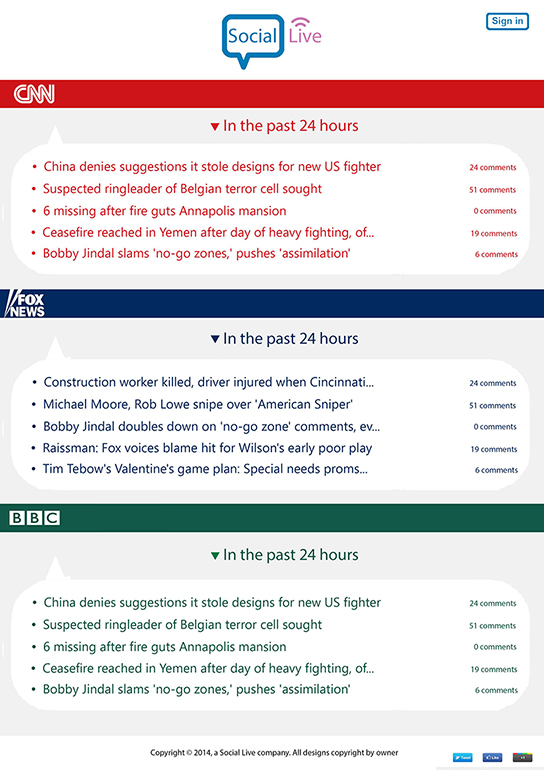 Social Live
Sign in
CNN
▾ In the past 24 hours
• China denies suggestions it stole designs for new US fighter 24 comments
• Suspected ringleader of Belgian terror cell sought 51 comments
• 6 missing after fire guts Annapolis mansion 0 comments
• Ceasefire reached in Yemen after day of heavy fighting, of... 19 comments
• Bobby Jindal slams 'no-go zones,' pushes 'assimilation' 6 comments
FOX
NEWS
▾ In the past 24 hours
• Construction worker killed, driver injured when Cincinnati... 24 comments
• Michael Moore, Rob Lowe snipe over 'American Sniper' 51 comments
• Bobby Jindal doubles down on 'no-go zone' comments, ev... 0 comments
• Raissman: Fox voices blame hit for Wilson's early poor play 19 comments
• Tim Tebow's Valentine's game plan: Special needs proms... 6 comments
BBC
▾ In the past 24 hours
• China denies suggestions it stole designs for new US fighter 24 comments
• Suspected ringleader of Belgian terror cell sought 51 comments
• 6 missing after fire guts Annapolis mansion 0 comments
• Ceasefire reached in Yemen after day of heavy fighting, of... 19 comments
• Bobby Jindal slams 'no-go zones,' pushes 'assimilation' 6 comments
Copyright © 2014, a Social Live company. All designs copyright by owner
Tweet Like +1